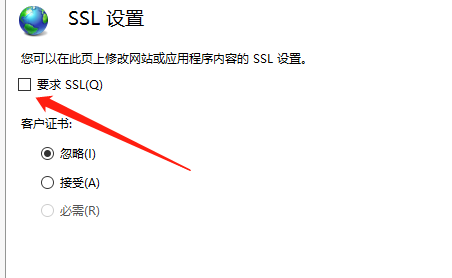 SSL 设置
您可以在此页上修改网站或应用程序内容的 SSL 设置。
要求 SSL(Q)
客户证书:
忽略(I)
接受(A)
必需(R)